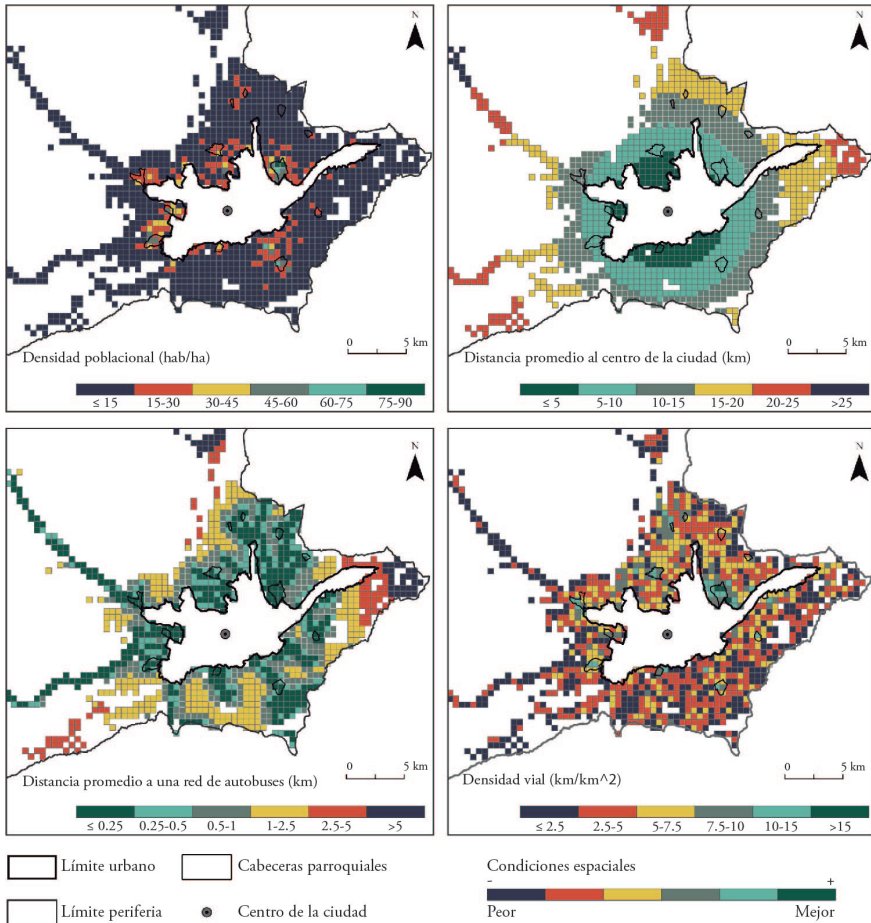 N
N
0 5 km
0 5 km
Densidad poblacional (hab/ha)
Distancia promedio al centro de la ciudad (km)
≤ 15 15-30 30-45 45-60 60-75 75-90
≤ 5 5-10 10-15 15-20 20-25 >25
N
N
0 5 km
0 5 km
Distancia promedio a una red de autobuses (km)
Densidad vial (km/km^2)
≤ 0.25 0.25-0.5 0.5-1 1-2.5 2.5-5 >5
≤ 2.5 2.5-5 5-7.5 7.5-10 10-15 >15
Límite urbano
Cabeceras parroquiales
Límite periferia
Centro de la ciudad
Condiciones espaciales
- +
Peor Mejor